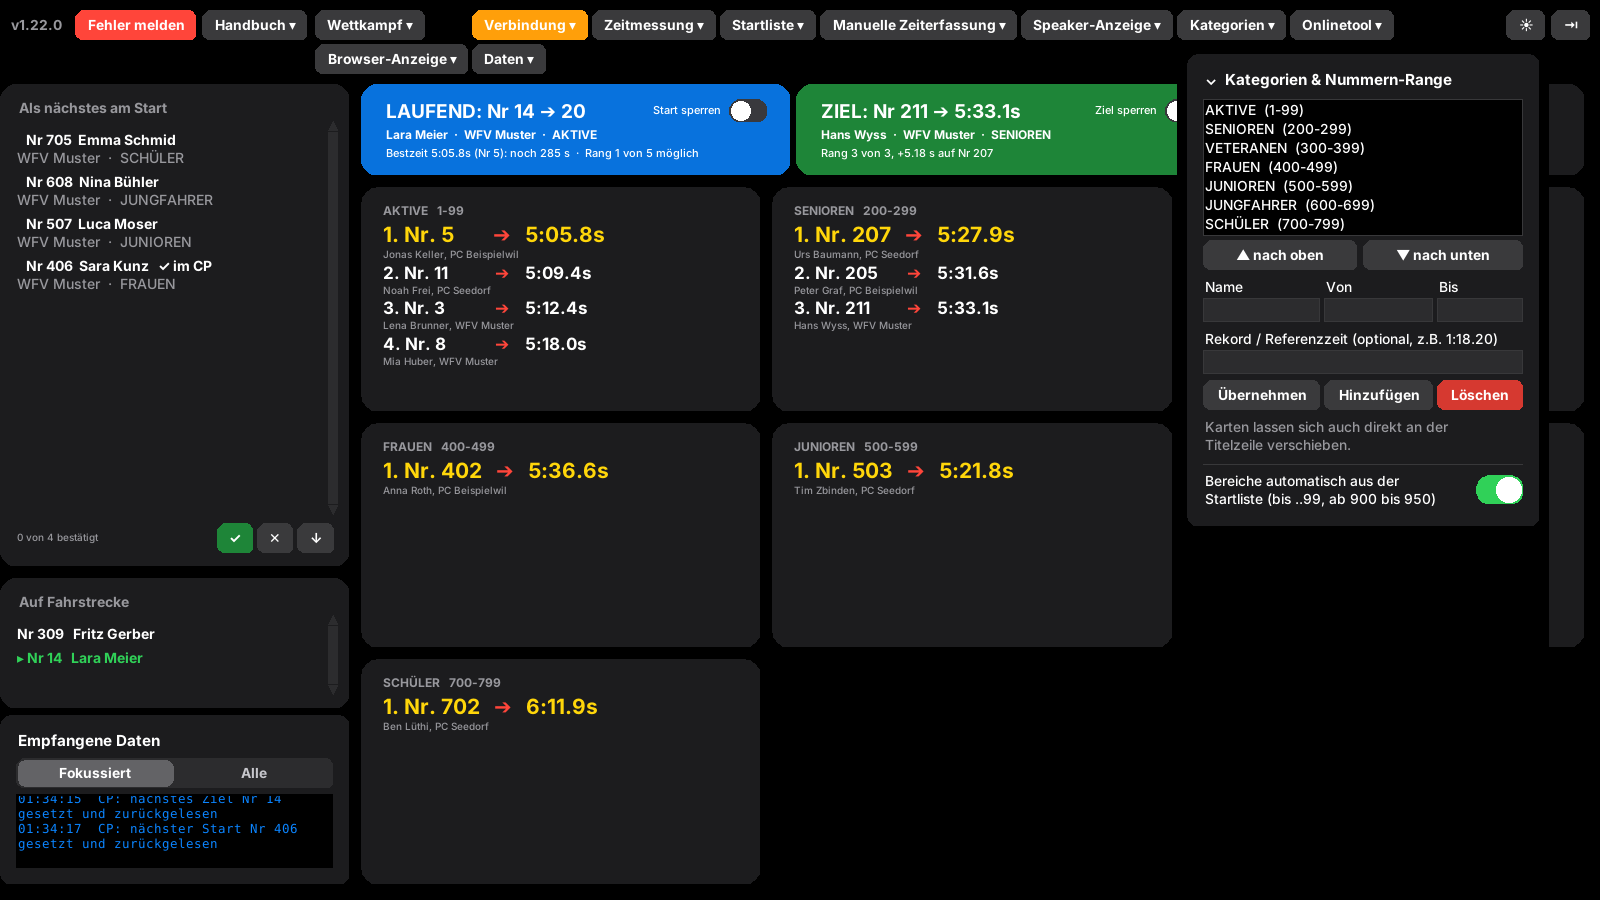 v1.22.0
Fehler melden
Handbuch ▾
Wettkampf ▾
Verbindung ▾
Zeitmessung ▾
Startliste ▾
Manuelle Zeiterfassung ▾
Speaker-Anzeige ▾
Kategorien ▾
Onlinetool ▾
Browser-Anzeige ▾
Daten ▾
Als nächstes am Start
Nr 705 Emma Schmid
WFV Muster · SCHÜLER
Nr 608 Nina Bühler
WFV Muster · JUNGFAHRER
Nr 507 Luca Moser
WFV Muster · JUNIOREN
Nr 406 Sara Kunz ✓ im CP
WFV Muster · FRAUEN
0 von 4 bestätigt
Auf Fahrstrecke
Nr 309 Fritz Gerber
▸ Nr 14 Lara Meier
Empfangene Daten
Fokussiert
Alle
01:34:15 CP: nächstes Ziel Nr 14
gesetzt und zurückgelesen
01:34:17 CP: nächster Start Nr 406
gesetzt und zurückgelesen
LAUFEND: Nr 14 → 20
Start sperren
Lara Meier · WFV Muster · AKTIVE
Bestzeit 5:05.8s (Nr 5): noch 285 s · Rang 1 von 5 möglich
ZIEL: Nr 211 → 5:33.1s
Ziel sperren
Hans Wyss · WFV Muster · SENIOREN
Rang 3 von 3, +5.18 s auf Nr 207
AKTIVE 1-99
1. Nr. 5 → 5:05.8s
Jonas Keller, PC Beispielwil
2. Nr. 11 → 5:09.4s
Noah Frei, PC Seedorf
3. Nr. 3 → 5:12.4s
Lena Brunner, WFV Muster
4. Nr. 8 → 5:18.0s
Mia Huber, WFV Muster
SENIOREN 200-299
1. Nr. 207 → 5:27.9s
Urs Baumann, PC Seedorf
2. Nr. 205 → 5:31.6s
Peter Graf, PC Beispielwil
3. Nr. 211 → 5:33.1s
Hans Wyss, WFV Muster
FRAUEN 400-499
1. Nr. 402 → 5:36.6s
Anna Roth, PC Beispielwil
JUNIOREN 500-599
1. Nr. 503 → 5:21.8s
Tim Zbinden, PC Seedorf
SCHÜLER 700-799
1. Nr. 702 → 6:11.9s
Ben Lüthi, PC Seedorf
Kategorien & Nummern-Range
AKTIVE (1-99)
SENIOREN (200-299)
VETERANEN (300-399)
FRAUEN (400-499)
JUNIOREN (500-599)
JUNGFAHRER (600-699)
SCHÜLER (700-799)
▲ nach oben
▼ nach unten
Name
Von
Bis
Rekord / Referenzzeit (optional, z.B. 1:18.20)
Übernehmen
Hinzufügen
Löschen
Karten lassen sich auch direkt an der
Titelzeile verschieben.
Bereiche automatisch aus der
Startliste (bis ..99, ab 900 bis 950)